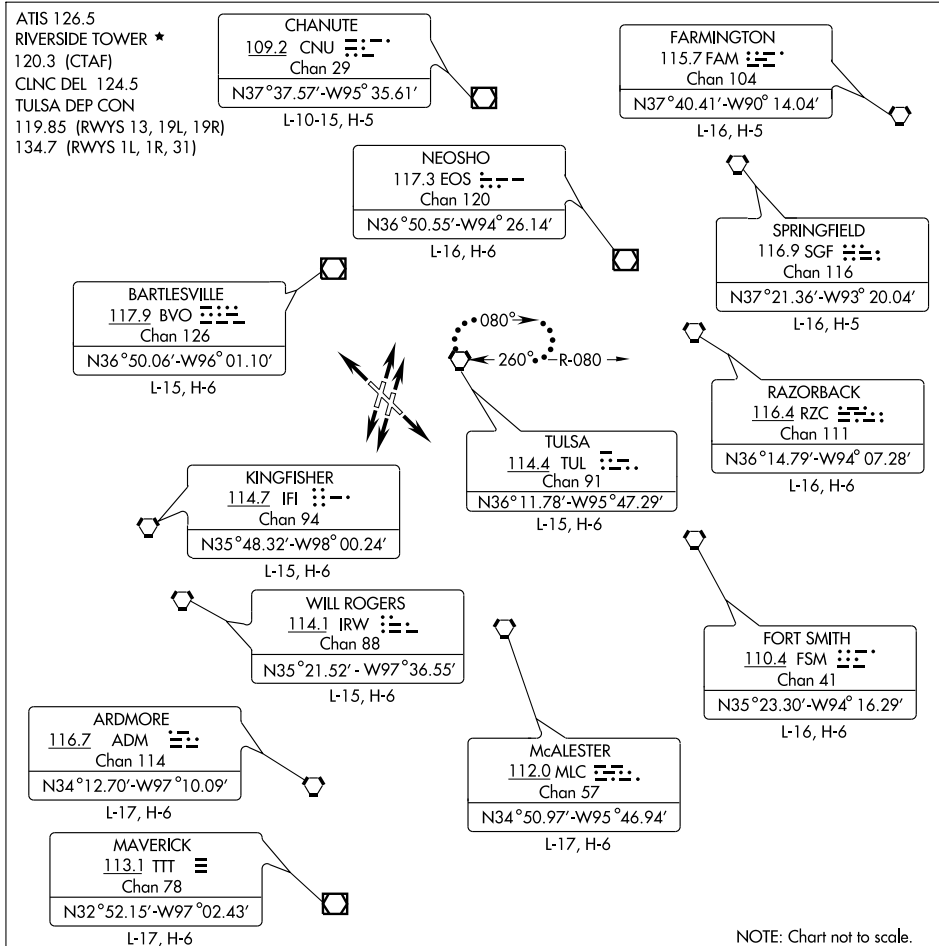 ATIS 126.5
RIVERSIDE TOWER ★
120.3 (CTAF)
CLNC DEL 124.5
TULSA DEP CON
119.85 (RWYS 13, 19L, 19R)
134.7 (RWYS 1L, 1R, 31)
CHANUTE
109.2 CNU
Chan 29
N37°37.57'-W95°35.61'
L-10-15, H-5
FARMINGTON
115.7 FAM
Chan 104
N37°40.41'-W90°14.04'
L-16, H-5
NEOSHO
117.3 EOS
Chan 120
N36°50.55'-W94°26.14'
L-16, H-6
SPRINGFIELD
116.9 SGF
Chan 116
N37°21.36'-W93°20.04'
L-16, H-5
BARTLESVILLE
117.9 BVO
Chan 126
N36°50.06'-W96°01.10'
L-15, H-6
080°
260°
R-080
RAZORBACK
116.4 RZC
Chan 111
N36°14.79'-W94°07.28'
L-16, H-6
TULSA
114.4 TUL
Chan 91
N36°11.78'-W95°47.29'
L-15, H-6
KINGFISHER
114.7 IFI
Chan 94
N35°48.32'-W98°00.24'
L-15, H-6
WILL ROGERS
114.1 IRW
Chan 88
N35°21.52' - W97°36.55'
L-15, H-6
FORT SMITH
110.4 FSM
Chan 41
N35°23.30'-W94°16.29'
L-16, H-6
ARDMORE
116.7 ADM
Chan 114
N34°12.70'-W97°10.09'
L-17, H-6
McALESTER
112.0 MLC
Chan 57
N34°50.97'-W95°46.94'
L-17, H-6
MAVERICK
113.1 TTT
Chan 78
N32°52.15'-W97°02.43'
L-17, H-6
NOTE: Chart not to scale.